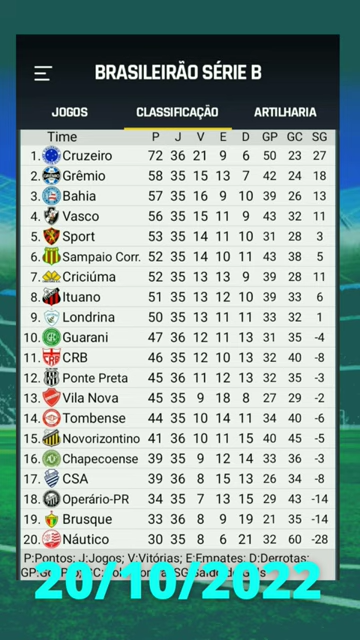 BRASILEIRÃO SÉRIE B
JOGOS CLASSIFICAÇÃO ARTILHARIA
Time P J V E D GP GC SG
1. Cruzeiro 72 36 21 9 6 50 23 27
2. Grêmio 58 35 15 13 7 42 24 18
3. Bahia 57 35 16 9 10 39 26 13
4. Vasco 56 35 15 11 9 43 32 11
5. Sport 53 35 14 11 10 31 28 3
6. Sampaio Corr. 52 35 14 10 11 43 38 5
7. Criciúma 52 35 13 13 9 39 28 11
8. Ituano 51 35 13 12 10 39 33 6
9. Londrina 50 35 13 11 11 33 32 1
10. Guarani 47 36 12 11 13 31 35 -4
11. CRB 46 35 12 10 13 32 40 -8
12. Ponte Preta 45 36 11 12 13 32 35 -3
13. Vila Nova 45 35 9 18 8 27 29 -2
14. Tombense 44 35 10 14 11 34 40 -6
15. Novorizontino 41 36 10 11 15 40 45 -5
16. Chapecoense 39 35 9 12 14 33 36 -3
17. CSA 39 36 8 15 13 26 34 -8
18. Operário-PR 34 35 7 13 15 29 43 -14
19. Brusque 33 36 8 9 19 21 35 -14
20. Náutico 30 35 8 6 21 32 60 -28
P:Pontos; J:Jogos; V:Vitórias; E:Empates; D:Derrotas;
20/10/2022